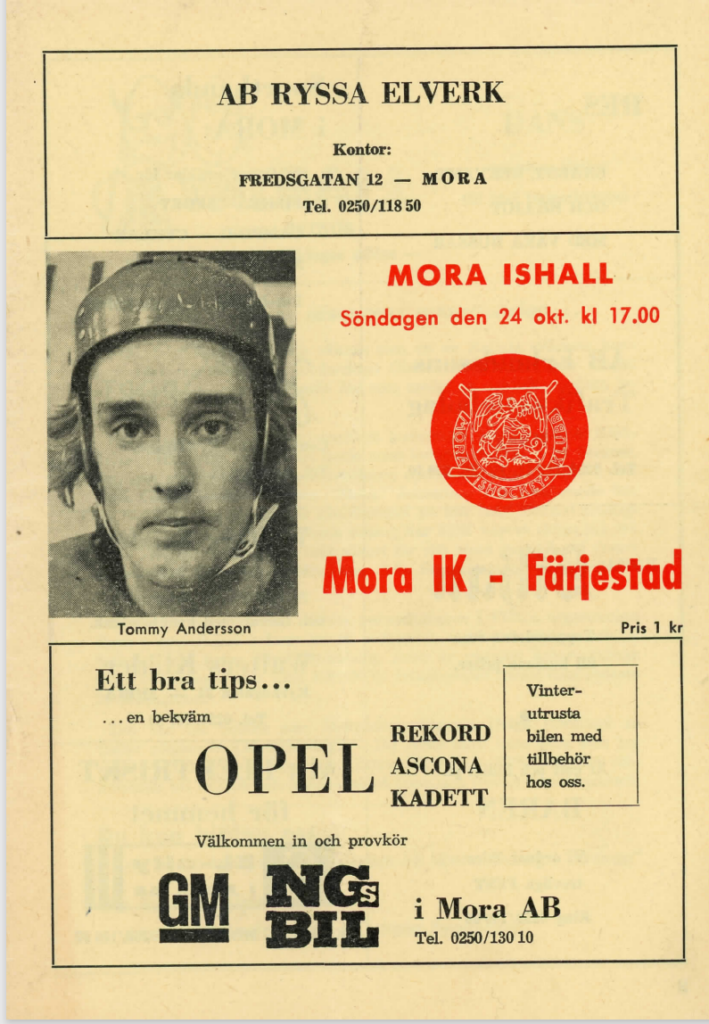 AB RYSSA ELVERK
Kontor:
FREDSGATAN 12 — MORA
Tel. 0250/118 50
MORA ISHALL
Söndagen den 24 okt. kl 17.00
MORA
ISHOCKEY
Mora IK - Färjestad
Tommy Andersson
Pris 1 kr
Ett bra tips...
...en bekväm
OPEL
REKORD
ASCONA
KADETT
Vinter-
utrusta
bilen med
tillbehör
hos oss.
Välkommen in och provkör
GM
NGs
BIL
i Mora AB
Tel. 0250/130 10